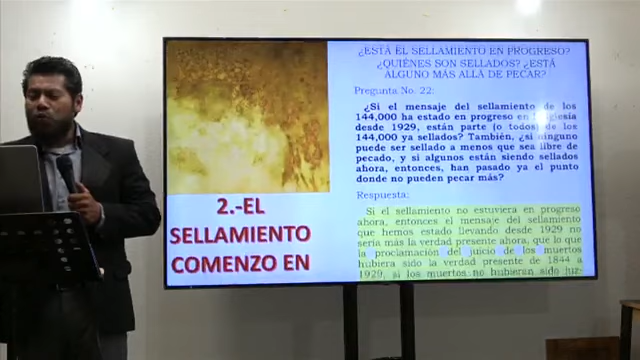 ¿ESTÁ EL SELLAMIENTO EN PROGRESO?
¿QUIÉNES SON SELLADOS? ¿ESTÁ
ALGUNO MÁS ALLÁ DE PECAR?
Pregunta No. 22:
¿Si el mensaje del sellamiento de los
144,000 ha estado en progreso en iglesia
desde 1929, están parte (o todos) de los
144,000 ya sellados? También, ¿si ninguno
puede ser sellado a menos que sea libre de
pecado, y si algunos están siendo sellados
ahora, entonces, han pasado ya el punto
donde no pueden pecar más?
Respuesta:
Si el sellamiento no estuviera en progreso
ahora, entonces el mensaje del sellamiento
que hemos estado llevando desde 1929 no
sería más la verdad presente ahora, que lo que
la proclamación del juicio de los muertos
hubiera sido la verdad presente de 1844 a
1929, si los muertos no hubieran sido juz-
2.-EL
SELLAMIENTO
COMENZO EN